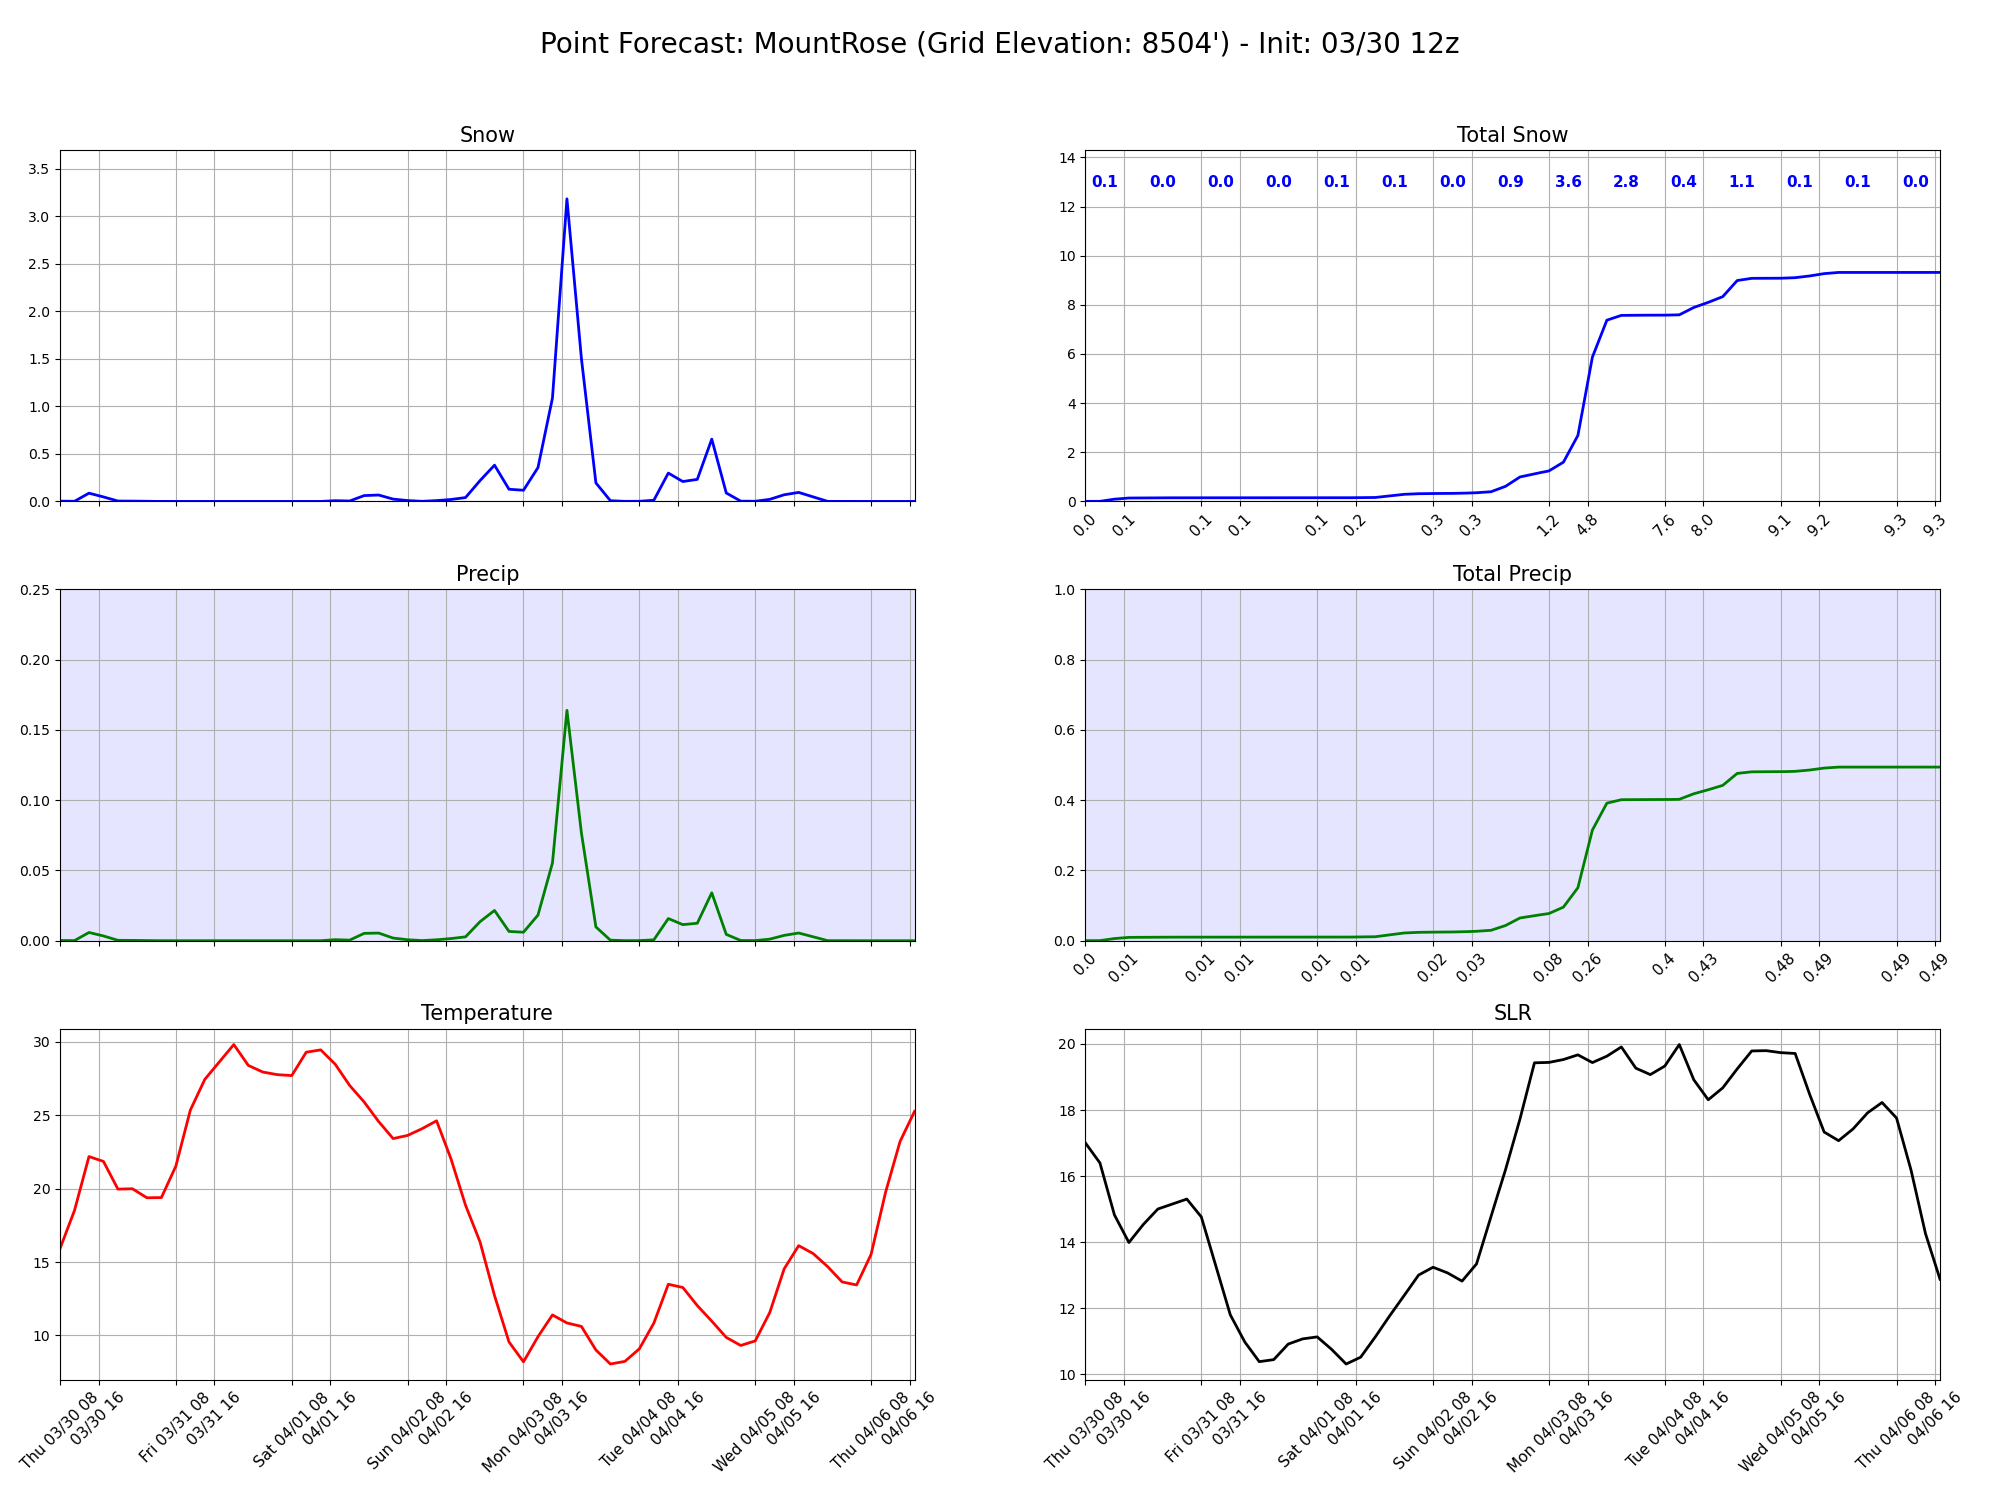 Point Forecast: MountRose (Grid Elevation: 8504') - Init: 03/30 12z
Snow
3.5
3.0
2.5
2.0
1.5
1.0
0.5
0.0
Total Snow
14
12
10
8
6
4
2
0
0.1 0.0 0.0 0.0 0.1 0.1 0.0 0.9 3.6 2.8 0.4 1.1 0.1 0.1 0.0
0.0 0.1 0.1 0.1 0.1 0.2 0.3 0.3 1.2 4.8 7.6 8.0 9.1 9.2 9.3 9.3
Precip
0.25
0.20
0.15
0.10
0.05
0.00
Total Precip
1.0
0.8
0.6
0.4
0.2
0.0
0.0 0.01 0.01 0.01 0.01 0.01 0.02 0.03 0.08 0.26 0.4 0.43 0.48 0.49 0.49 0.49
Temperature
30
25
20
15
10
Thu 03/30 08
03/30 16
Fri 03/31 08
03/31 16
Sat 04/01 08
04/01 16
Sun 04/02 08
04/02 16
Mon 04/03 08
04/03 16
Tue 04/04 08
04/04 16
Wed 04/05 08
04/05 16
Thu 04/06 08
04/06 16
SLR
20
18
16
14
12
10
Thu 03/30 08
03/30 16
Fri 03/31 08
03/31 16
Sat 04/01 08
04/01 16
Sun 04/02 08
04/02 16
Mon 04/03 08
04/03 16
Tue 04/04 08
04/04 16
Wed 04/05 08
04/05 16
Thu 04/06 08
04/06 16